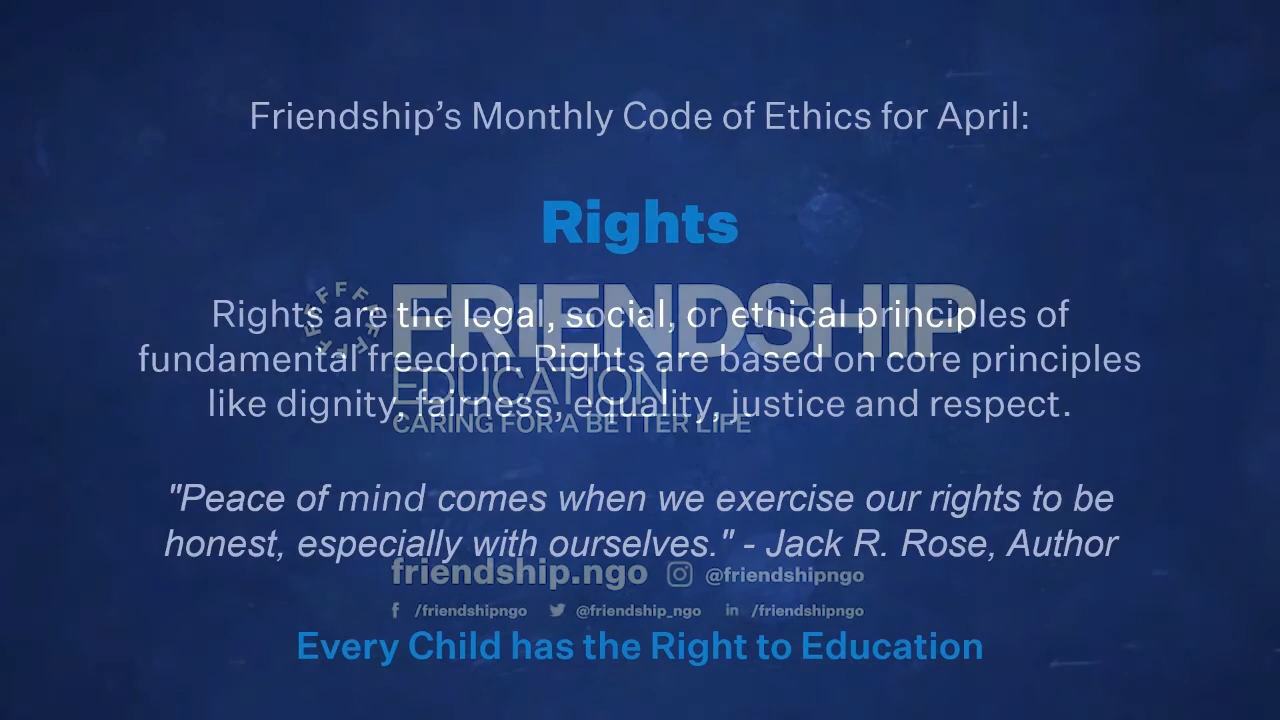 Friendship’s Monthly Code of Ethics for April:
Rights
FRIENDSHIP
Rights are the legal, social, or ethical principles of
fundamental freedom. Rights are based on core principles
EDUCATION
like dignity, fairness, equality, justice and respect.
CARING FOR A BETTER LIFE
"Peace of mind comes when we exercise our rights to be
honest, especially with ourselves." - Jack R. Rose, Author
friendship.ngo @friendshipngo
/friendshipngo @friendship_ngo /friendshipngo
Every Child has the Right to Education